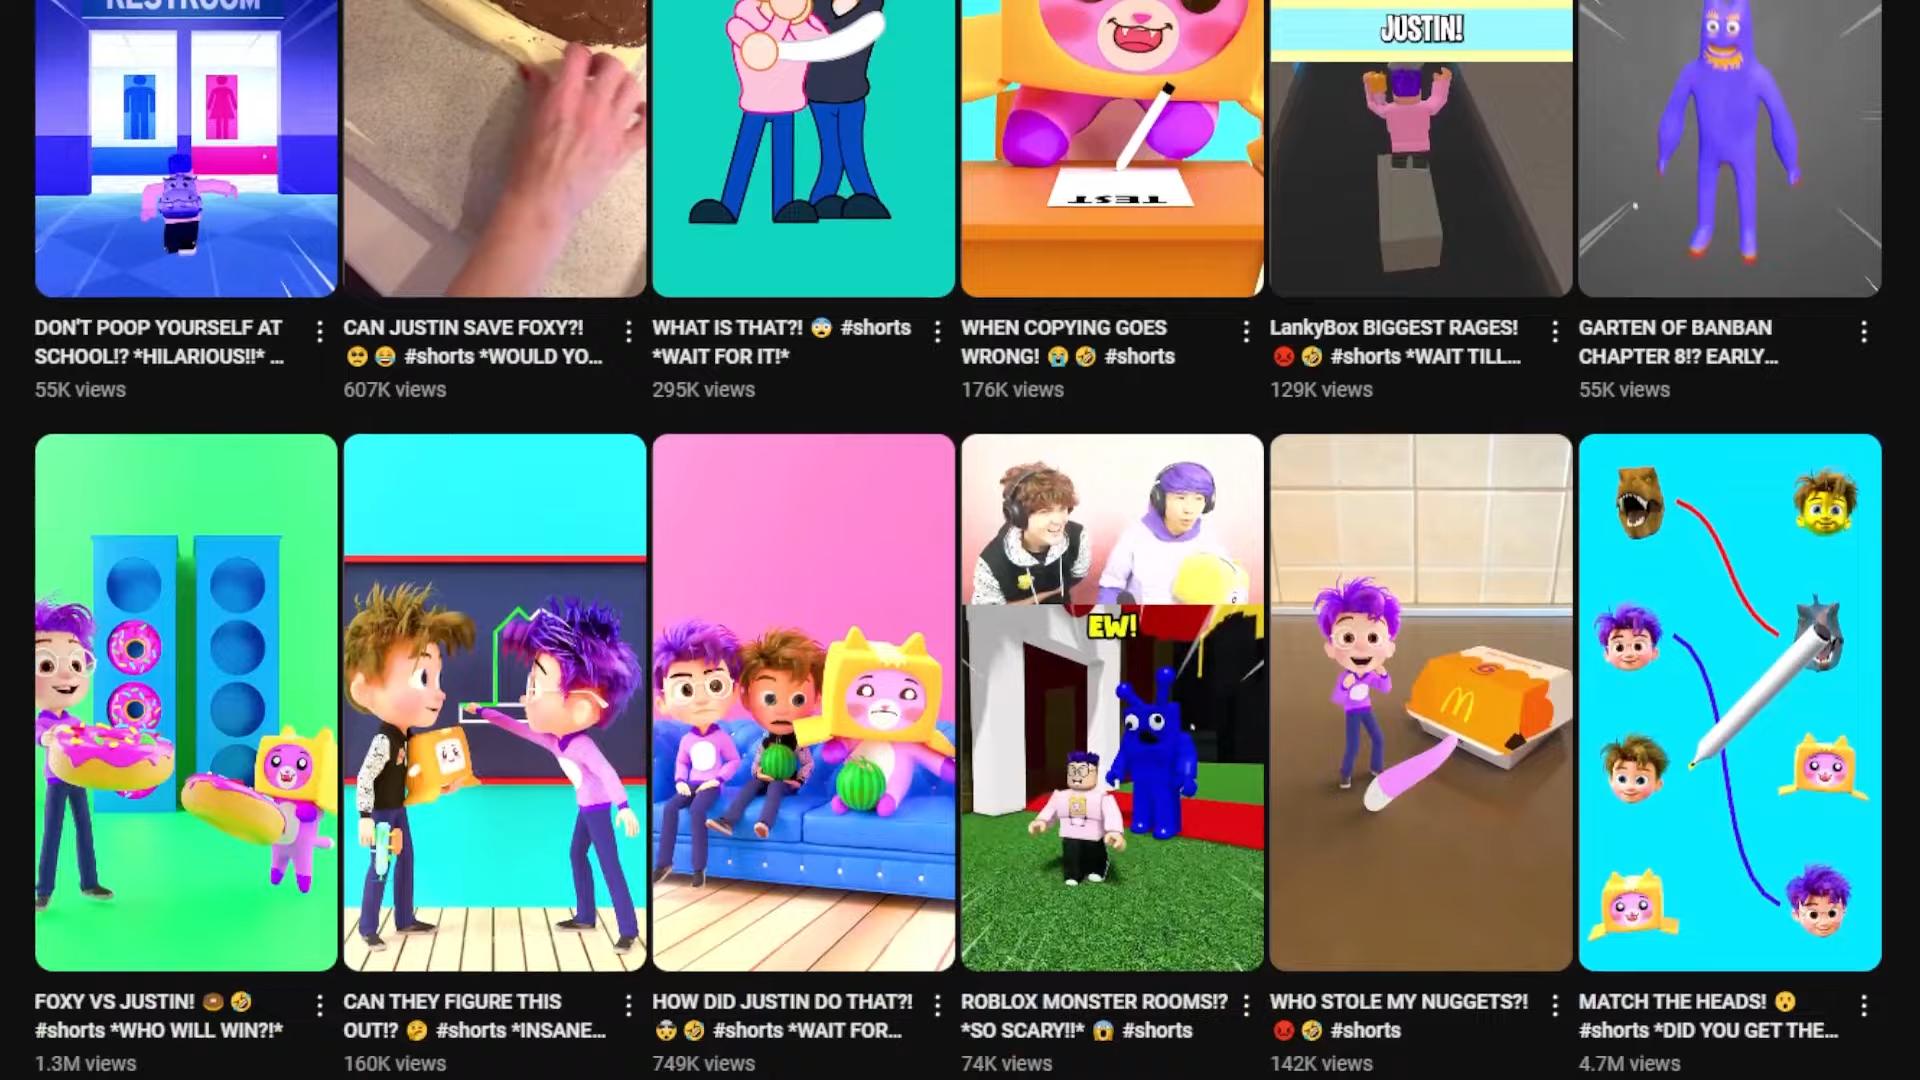 RESTROOM
TEST
JUSTIN!
DON'T POOP YOURSELF AT
SCHOOL!? *HILARIOUS!!* ...
55K views
CAN JUSTIN SAVE FOXY?!
🥺 😂 #shorts *WOULD YO...
607K views
WHAT IS THAT?! 😨 #shorts
*WAIT FOR IT!*
295K views
WHEN COPYING GOES
WRONG! 😭 🤣 #shorts
176K views
LankyBox BIGGEST RAGES!
😡 🤣 #shorts *WAIT TILL...
129K views
GARTEN OF BANBAN
CHAPTER 8!? EARLY...
55K views
EW!
FOXY VS JUSTIN! 🍩 🤣
#shorts *WHO WILL WIN?!*
1.3M views
CAN THEY FIGURE THIS
OUT!? 🤔 #shorts *INSANE...
160K views
HOW DID JUSTIN DO THAT?!
🤯 🤣 #shorts *WAIT FOR...
749K views
ROBLOX MONSTER ROOMS!?
*SO SCARY!!* 😱 #shorts
74K views
WHO STOLE MY NUGGETS?!
😡 🤣 #shorts
142K views
MATCH THE HEADS! 😮
#shorts *DID YOU GET THE...
4.7M views